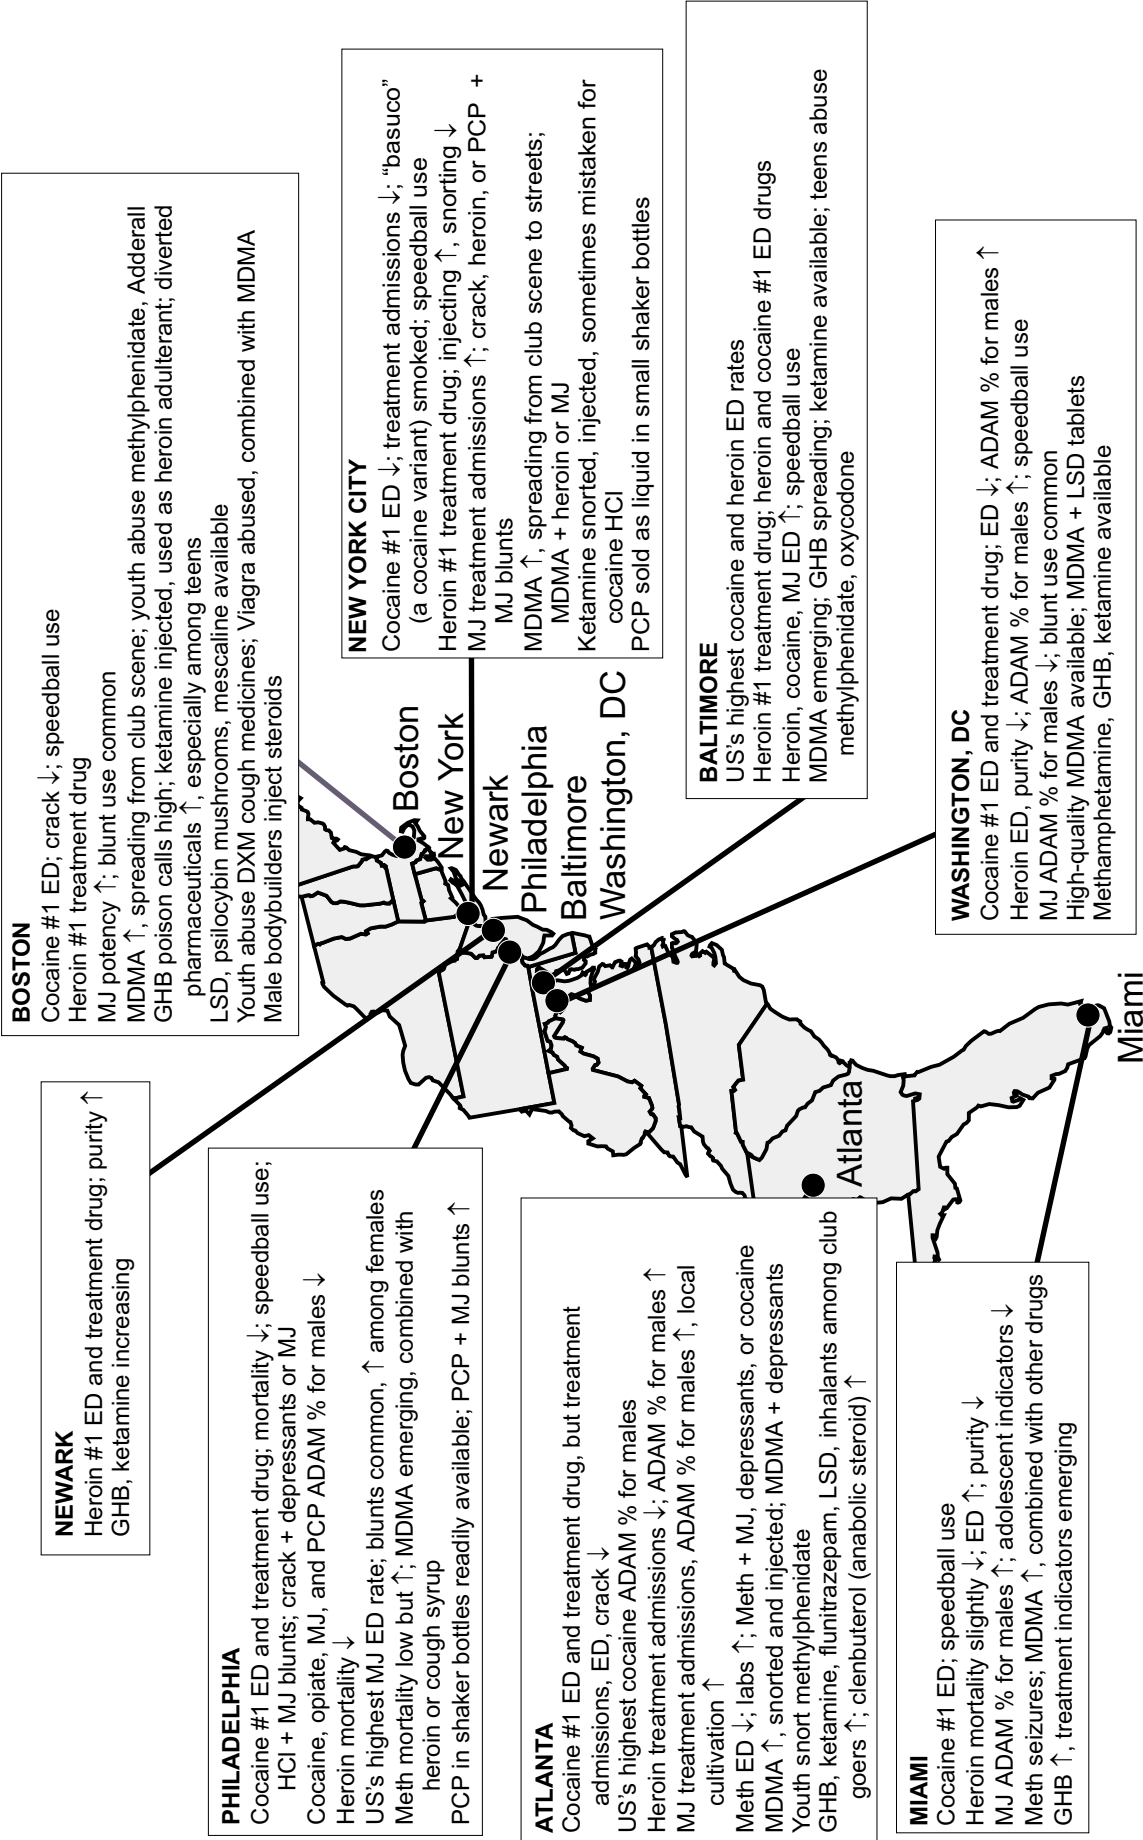 BOSTON
Cocaine #1 ED; crack ↓; speedball use
Heroin #1 treatment drug
MJ potency ↑; blunt use common
MDMA ↑, spreading from club scene; youth abuse methylphenidate, Adderall
GHB poison calls high; ketamine injected, used as heroin adulterant; diverted
pharmaceuticals ↑, especially among teens
LSD, psilocybin mushrooms, mescaline available
Youth abuse DXM cough medicines; Viagra abused, combined with MDMA
Male bodybuilders inject steroids
NEW YORK CITY
Cocaine #1 ED ↓; treatment admissions ↓; “basuco”
(a cocaine variant) smoked; speedball use
Heroin #1 treatment drug; injecting ↑, snorting ↓
MJ treatment admissions ↑; crack, heroin, or PCP +
MJ blunts
MDMA ↑, spreading from club scene to streets;
MDMA + heroin or MJ
Ketamine snorted, injected, sometimes mistaken for
cocaine HCl
PCP sold as liquid in small shaker bottles
BALTIMORE
US’s highest cocaine and heroin ED rates
Heroin #1 treatment drug; heroin and cocaine #1 ED drugs
Heroin, cocaine, MJ ED ↑; speedball use
MDMA emerging; GHB spreading; ketamine available; teens abuse
methylphenidate, oxycodone
WASHINGTON, DC
Cocaine #1 ED and treatment drug; ED ↓; ADAM % for males ↑
Heroin ED, purity ↓; ADAM % for males ↑; speedball use
MJ ADAM % for males ↓; blunt use common
High-quality MDMA available; MDMA + LSD tablets
Methamphetamine, GHB, ketamine available
Boston
New York
Newark
Philadelphia
Baltimore
Washington, DC
Atlanta
Miami
NEWARK
Heroin #1 ED and treatment drug; purity ↑
GHB, ketamine increasing
PHILADELPHIA
Cocaine #1 ED and treatment drug; mortality ↓; speedball use;
HCl + MJ blunts; crack + depressants or MJ
Cocaine, opiate, MJ, and PCP ADAM % for males ↓
Heroin mortality ↓
US’s highest MJ ED rate; blunts common, ↑ among females
Meth mortality low but ↑; MDMA emerging, combined with
heroin or cough syrup
PCP in shaker bottles readily available; PCP + MJ blunts ↑
ATLANTA
Cocaine #1 ED and treatment drug, but treatment
admissions, ED, crack ↓
US’s highest cocaine ADAM % for males
Heroin treatment admissions ↓; ADAM % for males ↑
MJ treatment admissions, ADAM % for males ↑, local
cultivation ↑
Meth ED ↓; labs ↑; Meth + MJ, depressants, or cocaine
MDMA ↑, snorted and injected; MDMA + depressants
Youth snort methylphenidate
GHB, ketamine, flunitrazepam, LSD, inhalants among club
goers ↑; clenbuterol (anabolic steroid) ↑
MIAMI
Cocaine #1 ED; speedball use
Heroin mortality slightly ↓; ED ↑; purity ↓
MJ ADAM % for males ↑; adolescent indicators ↓
Meth seizures; MDMA ↑, combined with other drugs
GHB ↑, treatment indicators emerging